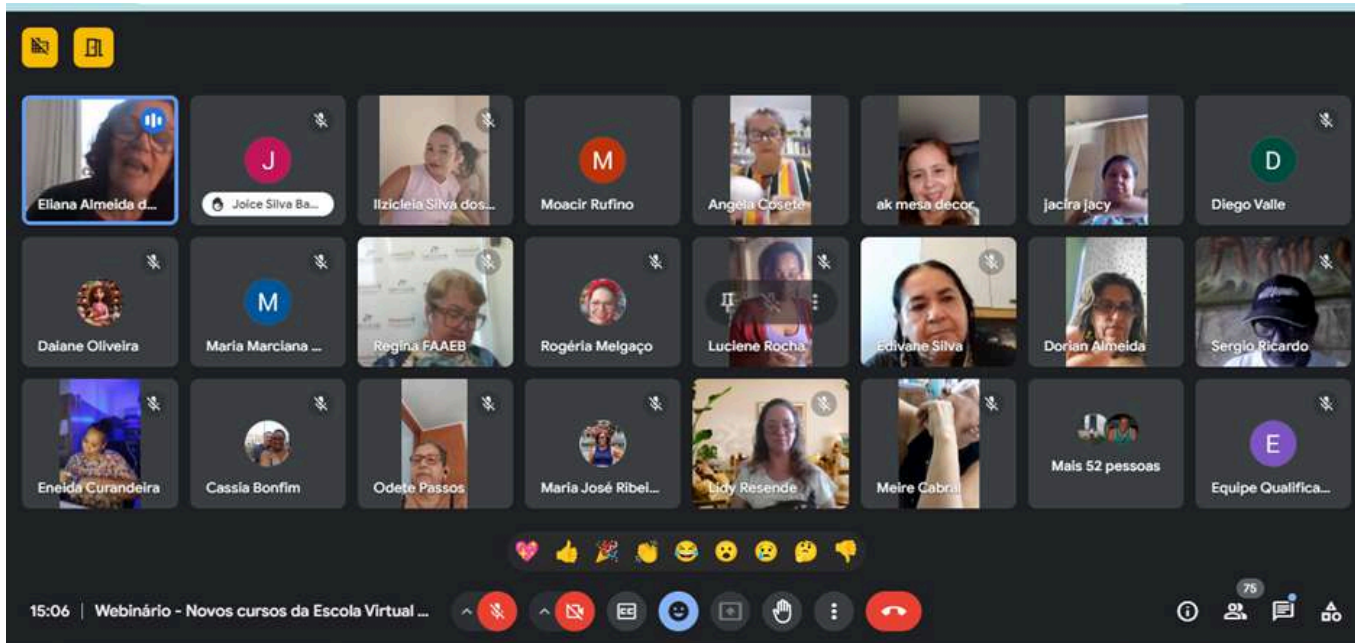 Eliana Almeida d...
J
Joice Silva Ba...
Ilzicleia Silva dos...
M
Moacir Rufino
Angela Cosete
ak mesa decor
jacira jacy
D
Diego Valle
Daiane Oliveira
M
Maria Marciana ...
Regina FAAEB
Rogéria Melgaço
Luciene Rocha
Edivane Silva
Dorian Almeida
Sergio Ricardo
Eneida Curandeira
Cassia Bonfim
Odete Passos
Maria José Ribei...
Lidy Resende
Meire Cabral
Mais 52 pessoas
E
Equipe Qualifica...
15:06 | Webinário - Novos cursos da Escola Virtual ...
75